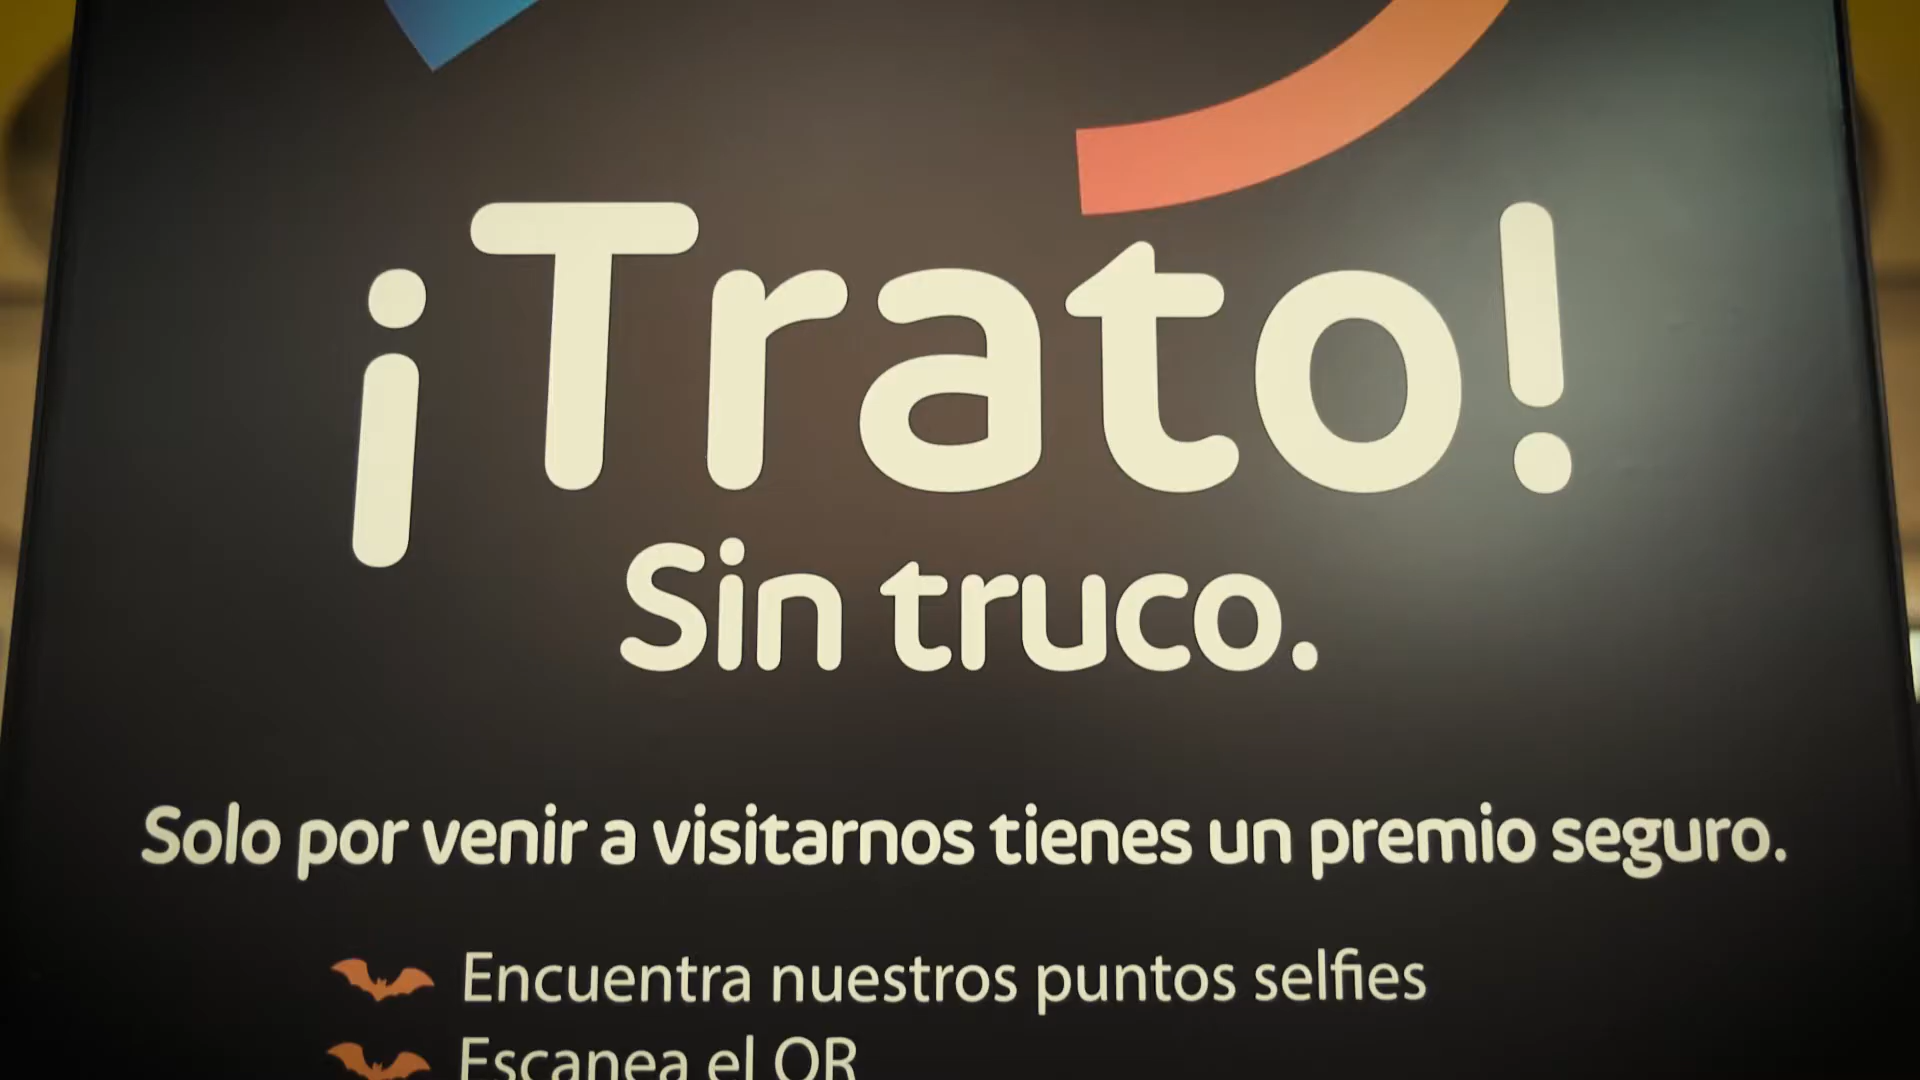 ¡Trato!
Sin truco.
Solo por venir a visitarnos tienes un premio seguro.
Encuentra nuestros puntos selfies
Escanea el QR